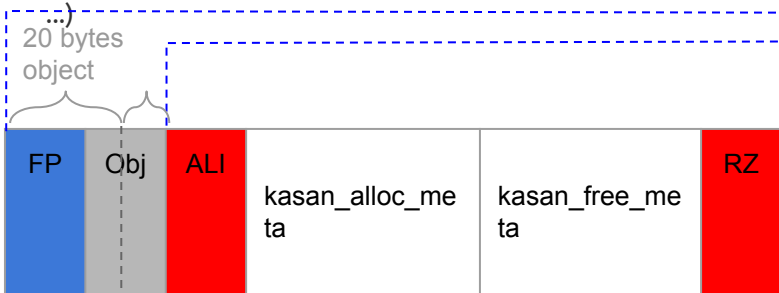 ...)
20 bytes
object
FP
Obj
ALI
kasan_alloc_me
ta
kasan_free_me
ta
RZ